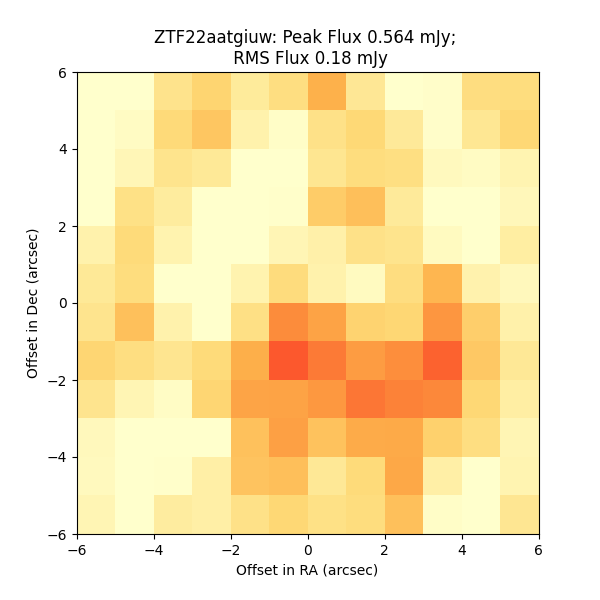 ZTF22aatgiuw: Peak Flux 0.564 mJy;
RMS Flux 0.18 mJy
6
4
2
0
−2
−4
−6
Offset in Dec (arcsec)
−6 −4 −2 0 2 4 6
Offset in RA (arcsec)